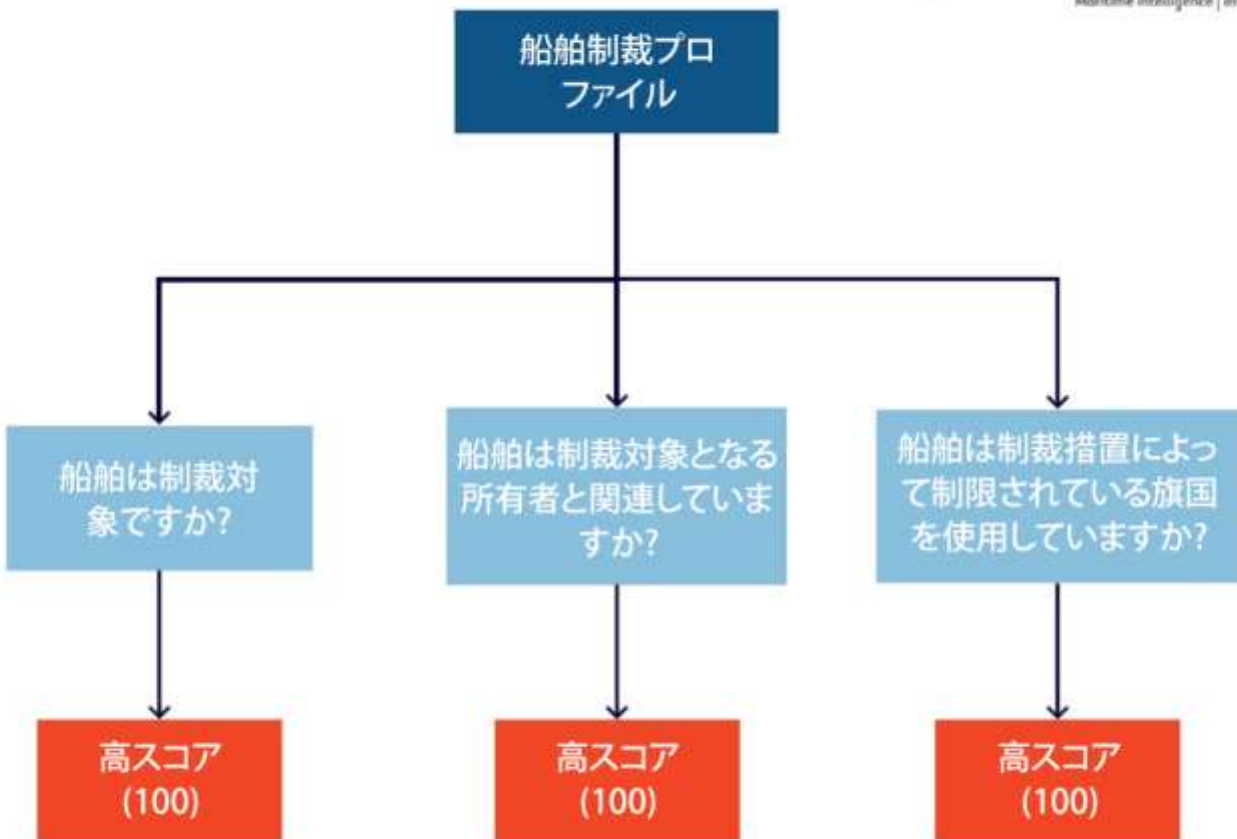 Maritime intelligence |
船舶制裁プロ
ファイル
船舶は制裁対
象ですか?
船舶は制裁対象となる
所有者と関連していま
すか?
船舶は制裁措置によっ
て制限されている旗国
を使用していますか?
高スコア
(100)
高スコア
(100)
高スコア
(100)